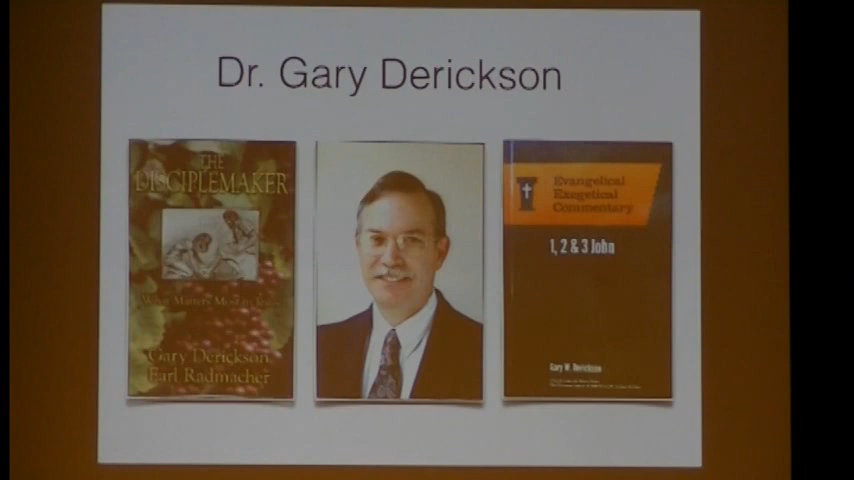 Dr. Gary Derickson
THE
DISCIPLEMAKER
What Matters Most to Jesus
Gary Derickson,
Earl Radmacher
Evangelical
Exegetical
Commentary
1, 2 & 3 John
Gary W. Derickson